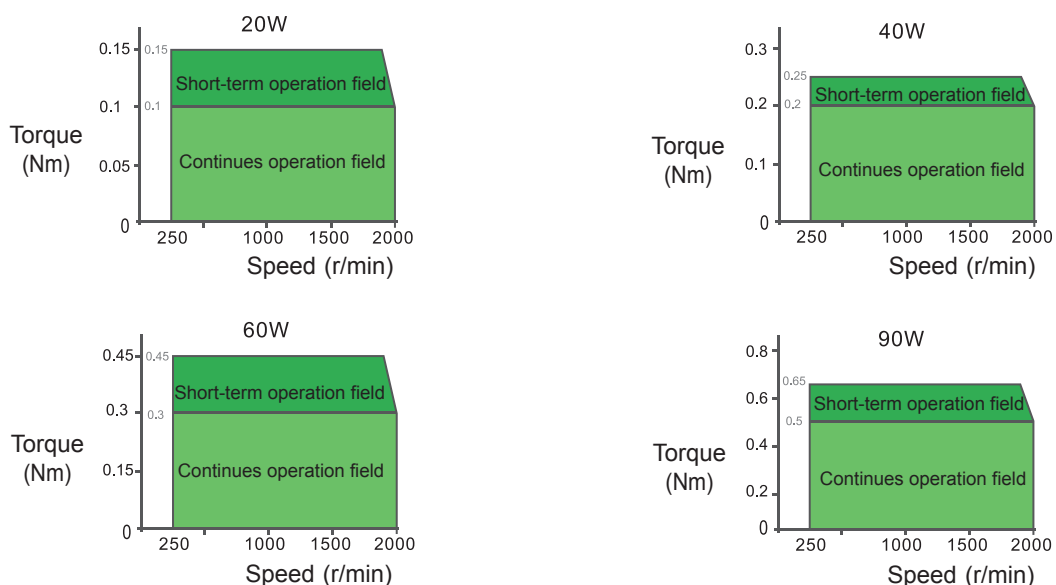 20W
0.15
0.15
Short-term operation field
0.1
0.1
Torque
(Nm)
0.05
Continues operation field
0
250
1000
1500
2000
Speed (r/min)
40W
0.3
0.25
Short-term operation field
0.2
0.2
Torque
(Nm)
0.1
Continues operation field
0
250
1000
1500
2000
Speed (r/min)
60W
0.45
0.45
Short-term operation field
0.3
0.3
Torque
(Nm)
0.15
Continues operation field
0
250
1000
1500
2000
Speed (r/min)
90W
0.8
0.65
0.6
Short-term operation field
0.5
0.4
Torque
(Nm)
Continues operation field
0.2
0
250
1000
1500
2000
Speed (r/min)